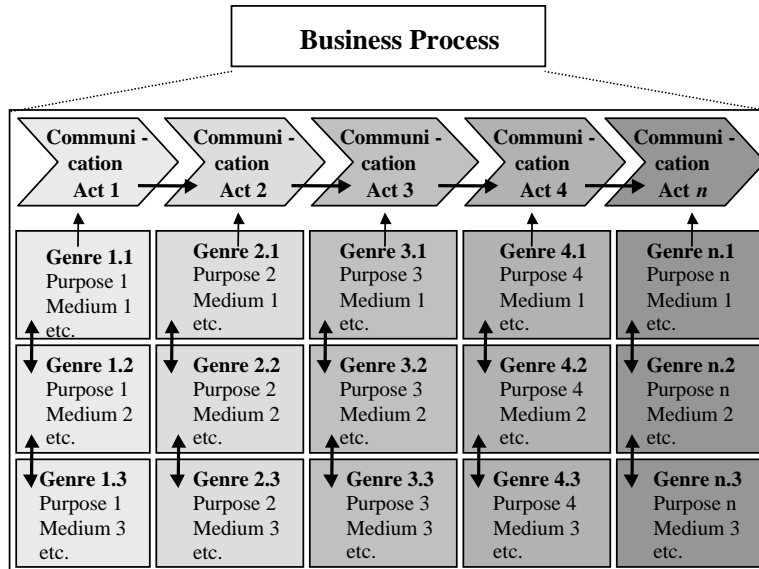 Business Process
Communi -
cation
Act 1
Communi -
cation
Act 2
Communi -
cation
Act 3
Communi -
cation
Act 4
Communi -
cation
Act n
Genre 1.1
Purpose 1
Medium 1
etc.
Genre 2.1
Purpose 2
Medium 1
etc.
Genre 3.1
Purpose 3
Medium 1
etc.
Genre 4.1
Purpose 4
Medium 1
etc.
Genre n.1
Purpose n
Medium 1
etc.
Genre 1.2
Purpose 1
Medium 2
etc.
Genre 2.2
Purpose 2
Medium 2
etc.
Genre 3.2
Purpose 3
Medium 2
etc.
Genre 4.2
Purpose 4
Medium 2
etc.
Genre n.2
Purpose n
Medium 2
etc.
Genre 1.3
Purpose 1
Medium 3
etc.
Genre 2.3
Purpose 2
Medium 3
etc.
Genre 3.3
Purpose 3
Medium 3
etc.
Genre 4.3
Purpose 4
Medium 3
etc.
Genre n.3
Purpose n
Medium 3
etc.